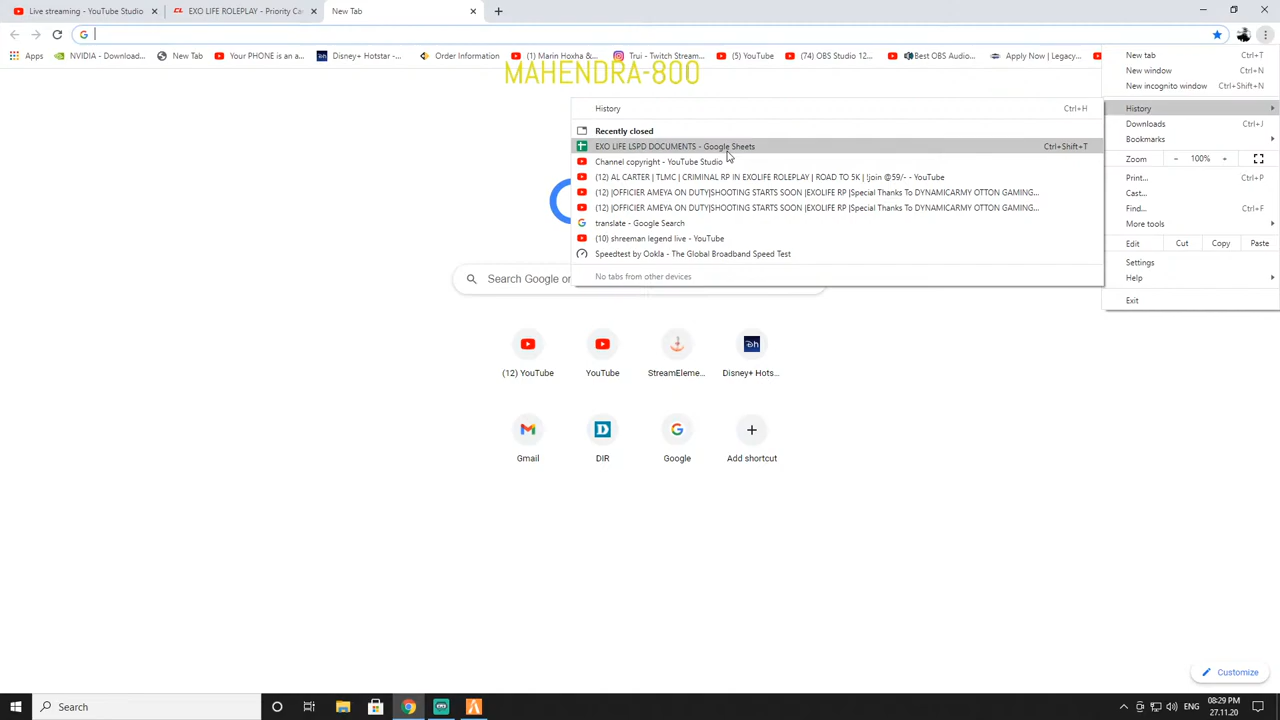 Live streaming - YouTube Studio
EXO LIFE ROLEPLAY - Priority Ca
New Tab
Apps
NVIDIA - Download...
New Tab
Your PHONE is an a...
Disney+ Hotstar -...
Order Information
(1) Marin Hoxha &...
Trui - Twitch Stream...
(5) YouTube
(74) OBS Studio 12...
Best OBS Audio...
Apply Now | Legacy...
MAHENDRA-800
New tab Ctrl+T
New window Ctrl+N
New incognito window Ctrl+Shift+N
History
Downloads Ctrl+J
Bookmarks
Zoom - 100% +
Print... Ctrl+P
Cast...
Find... Ctrl+F
More tools
Edit Cut Copy Paste
Settings
Help
Exit
History Ctrl+H
Recently closed
EXO LIFE LSPD DOCUMENTS - Google Sheets Ctrl+Shift+T
Channel copyright - YouTube Studio
(12) AL CARTER | TLMC | CRIMINAL RP IN EXOLIFE ROLEPLAY | ROAD TO 5K | !join @59/- - YouTube
(12) |OFFICIER AMEYA ON DUTY|SHOOTING STARTS SOON |EXOLIFE RP |Special Thanks To DYNAMICARMY OTTON GAMING...
(12) |OFFICIER AMEYA ON DUTY|SHOOTING STARTS SOON |EXOLIFE RP |Special Thanks To DYNAMICARMY OTTON GAMING...
translate - Google Search
(10) shreeman legend live - YouTube
Speedtest by Ookla - The Global Broadband Speed Test
No tabs from other devices
Search Google or
(12) YouTube
YouTube
StreamEleme...
Disney+ Hots...
Gmail
DIR
Google
Add shortcut
Customize
Search
ENG
08:29 PM
27.11.20